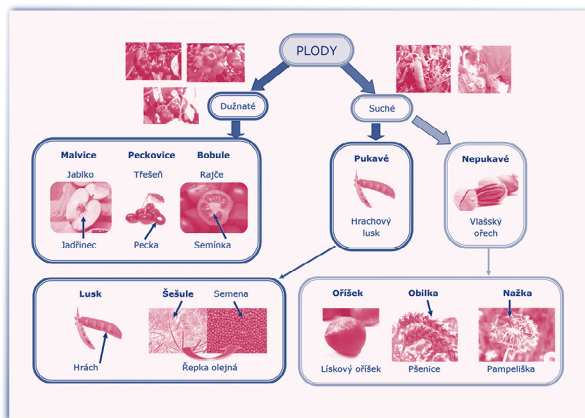 PLODY
Dužnaté
Suché
Malvice
Peckovice
Bobule
Jablko
Třešeň
Rajče
Jadřinec
Pecka
Semínka
Pukavé
Hrachový
lusk
Nepukavé
Vlašský
ořech
Lusk
Šešule
Semena
Hrách
Řepka olejná
Oříšek
Obilka
Nažka
Lískový oříšek
Pšenice
Pampeliška